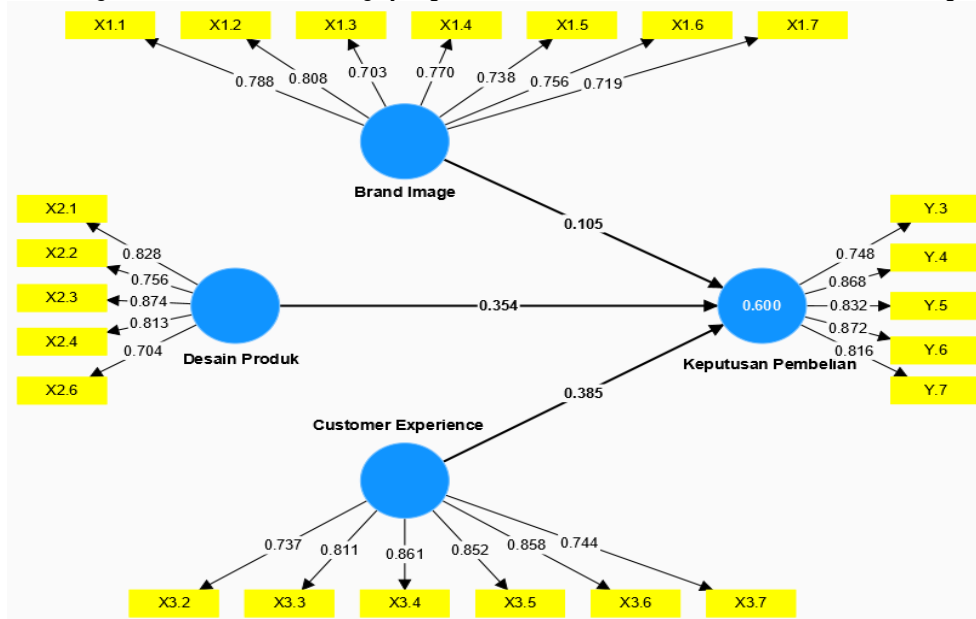 X1.1 X1.2 X1.3 X1.4 X1.5 X1.6 X1.7
0.788 0.808 0.703 0.770 0.738 0.756 0.719
Brand Image
0.105
X2.1
X2.2
X2.3
X2.4
X2.6
0.828
0.756
0.874
0.813
0.704
Desain Produk
0.354
0.600
Keputusan Pembelian
Y.3
Y.4
Y.5
Y.6
Y.7
0.748
0.868
0.832
0.872
0.816
0.385
Customer Experience
0.737 0.811 0.861 0.852 0.858 0.744
X3.2 X3.3 X3.4 X3.5 X3.6 X3.7